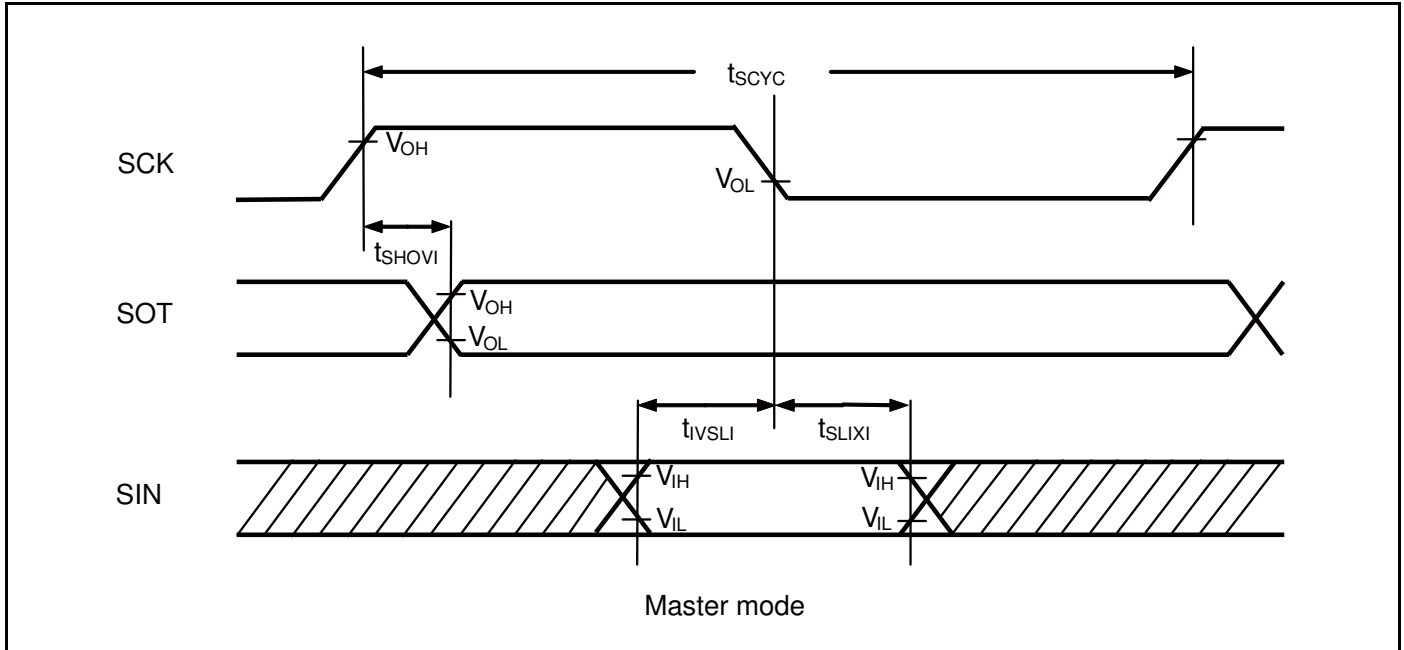 tSCYC
SCK
VOH
VOL
tSHOVI
SOT
VOH
VOL
tIVSLI
tSLIXI
SIN
VIH
VIL
VIH
VIL
Master mode